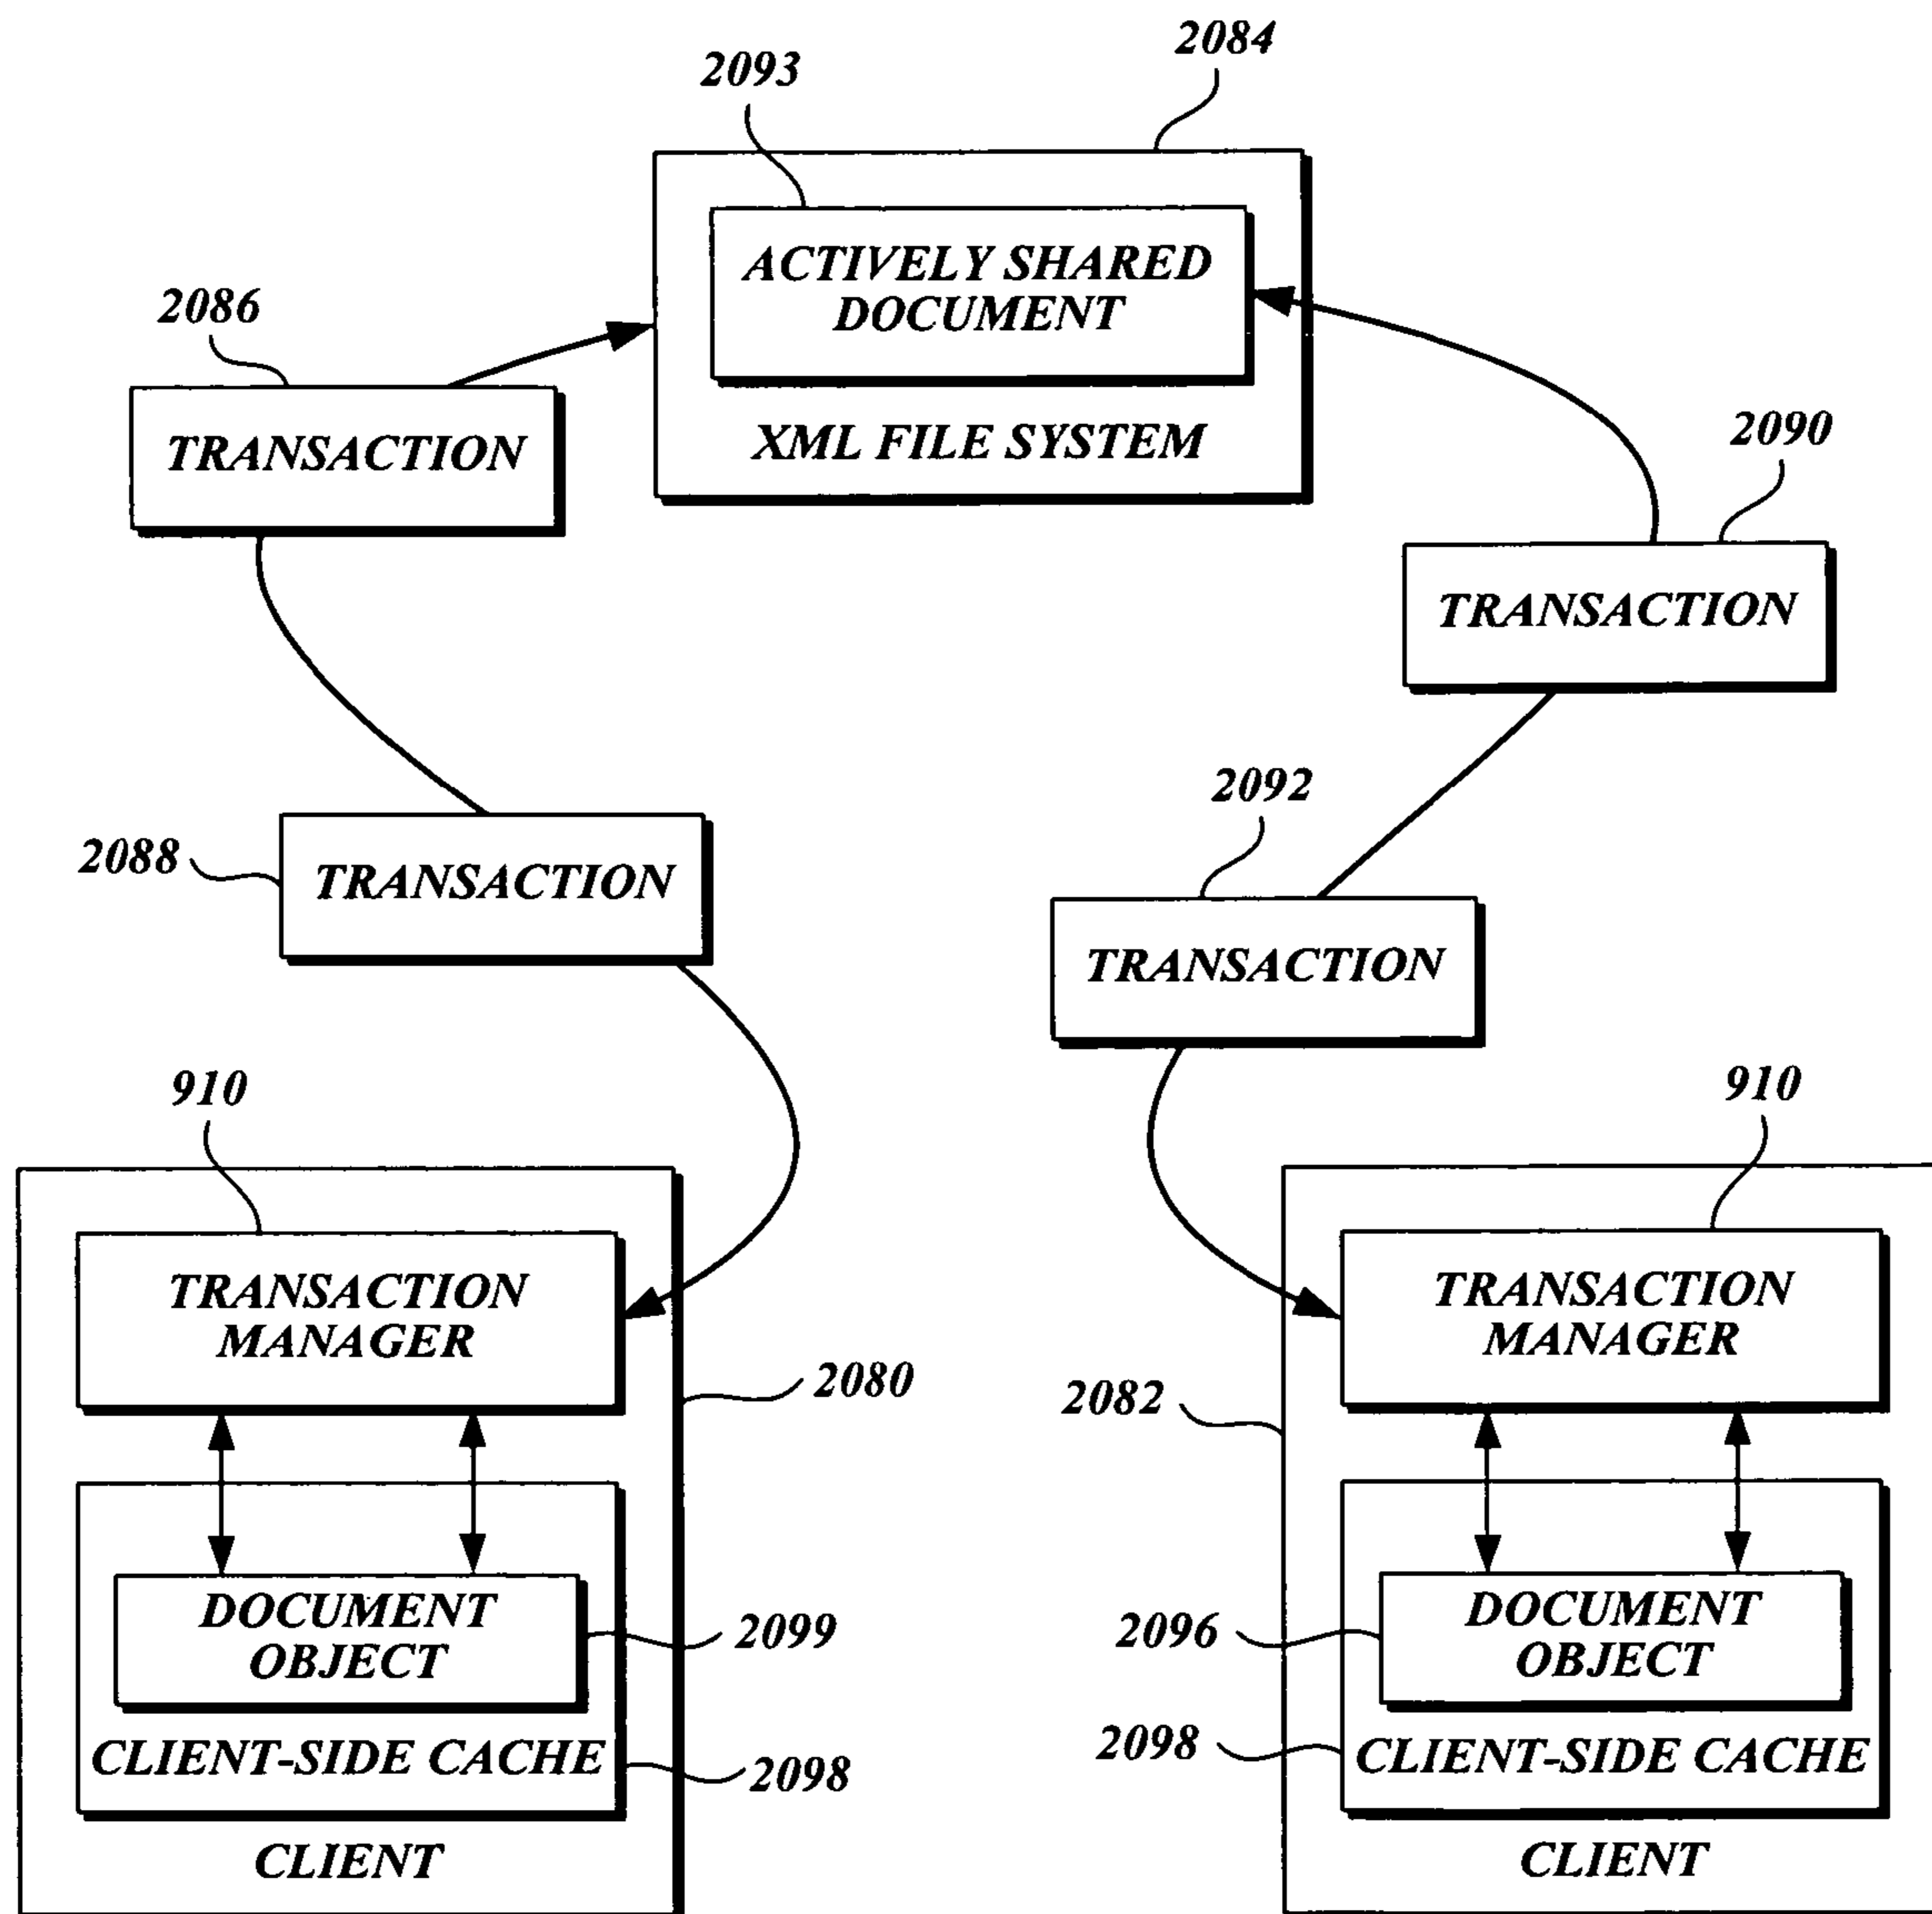 2084
2093
ACTIVELY SHARED
DOCUMENT
XML FILE SYSTEM
2086
TRANSACTION
2090
TRANSACTION
2088
TRANSACTION
2092
TRANSACTION
910
TRANSACTION
MANAGER
2080
DOCUMENT
OBJECT
2099
CLIENT-SIDE CACHE
2098
CLIENT
910
TRANSACTION
MANAGER
2082
DOCUMENT
OBJECT
2096
CLIENT-SIDE CACHE
2098
CLIENT